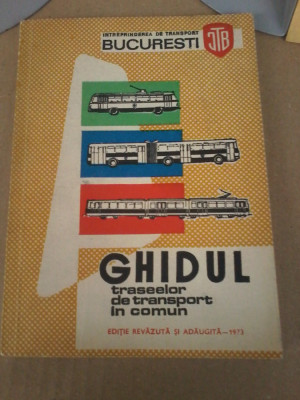 ÎNTREPRINDEREA DE TRANSPORT
BUCUREȘTI
ITB
GHIDUL
traseelor
de transport
în comun
EDIȚIE REVĂZUTĂ ȘI ADĂUGITĂ — 1973